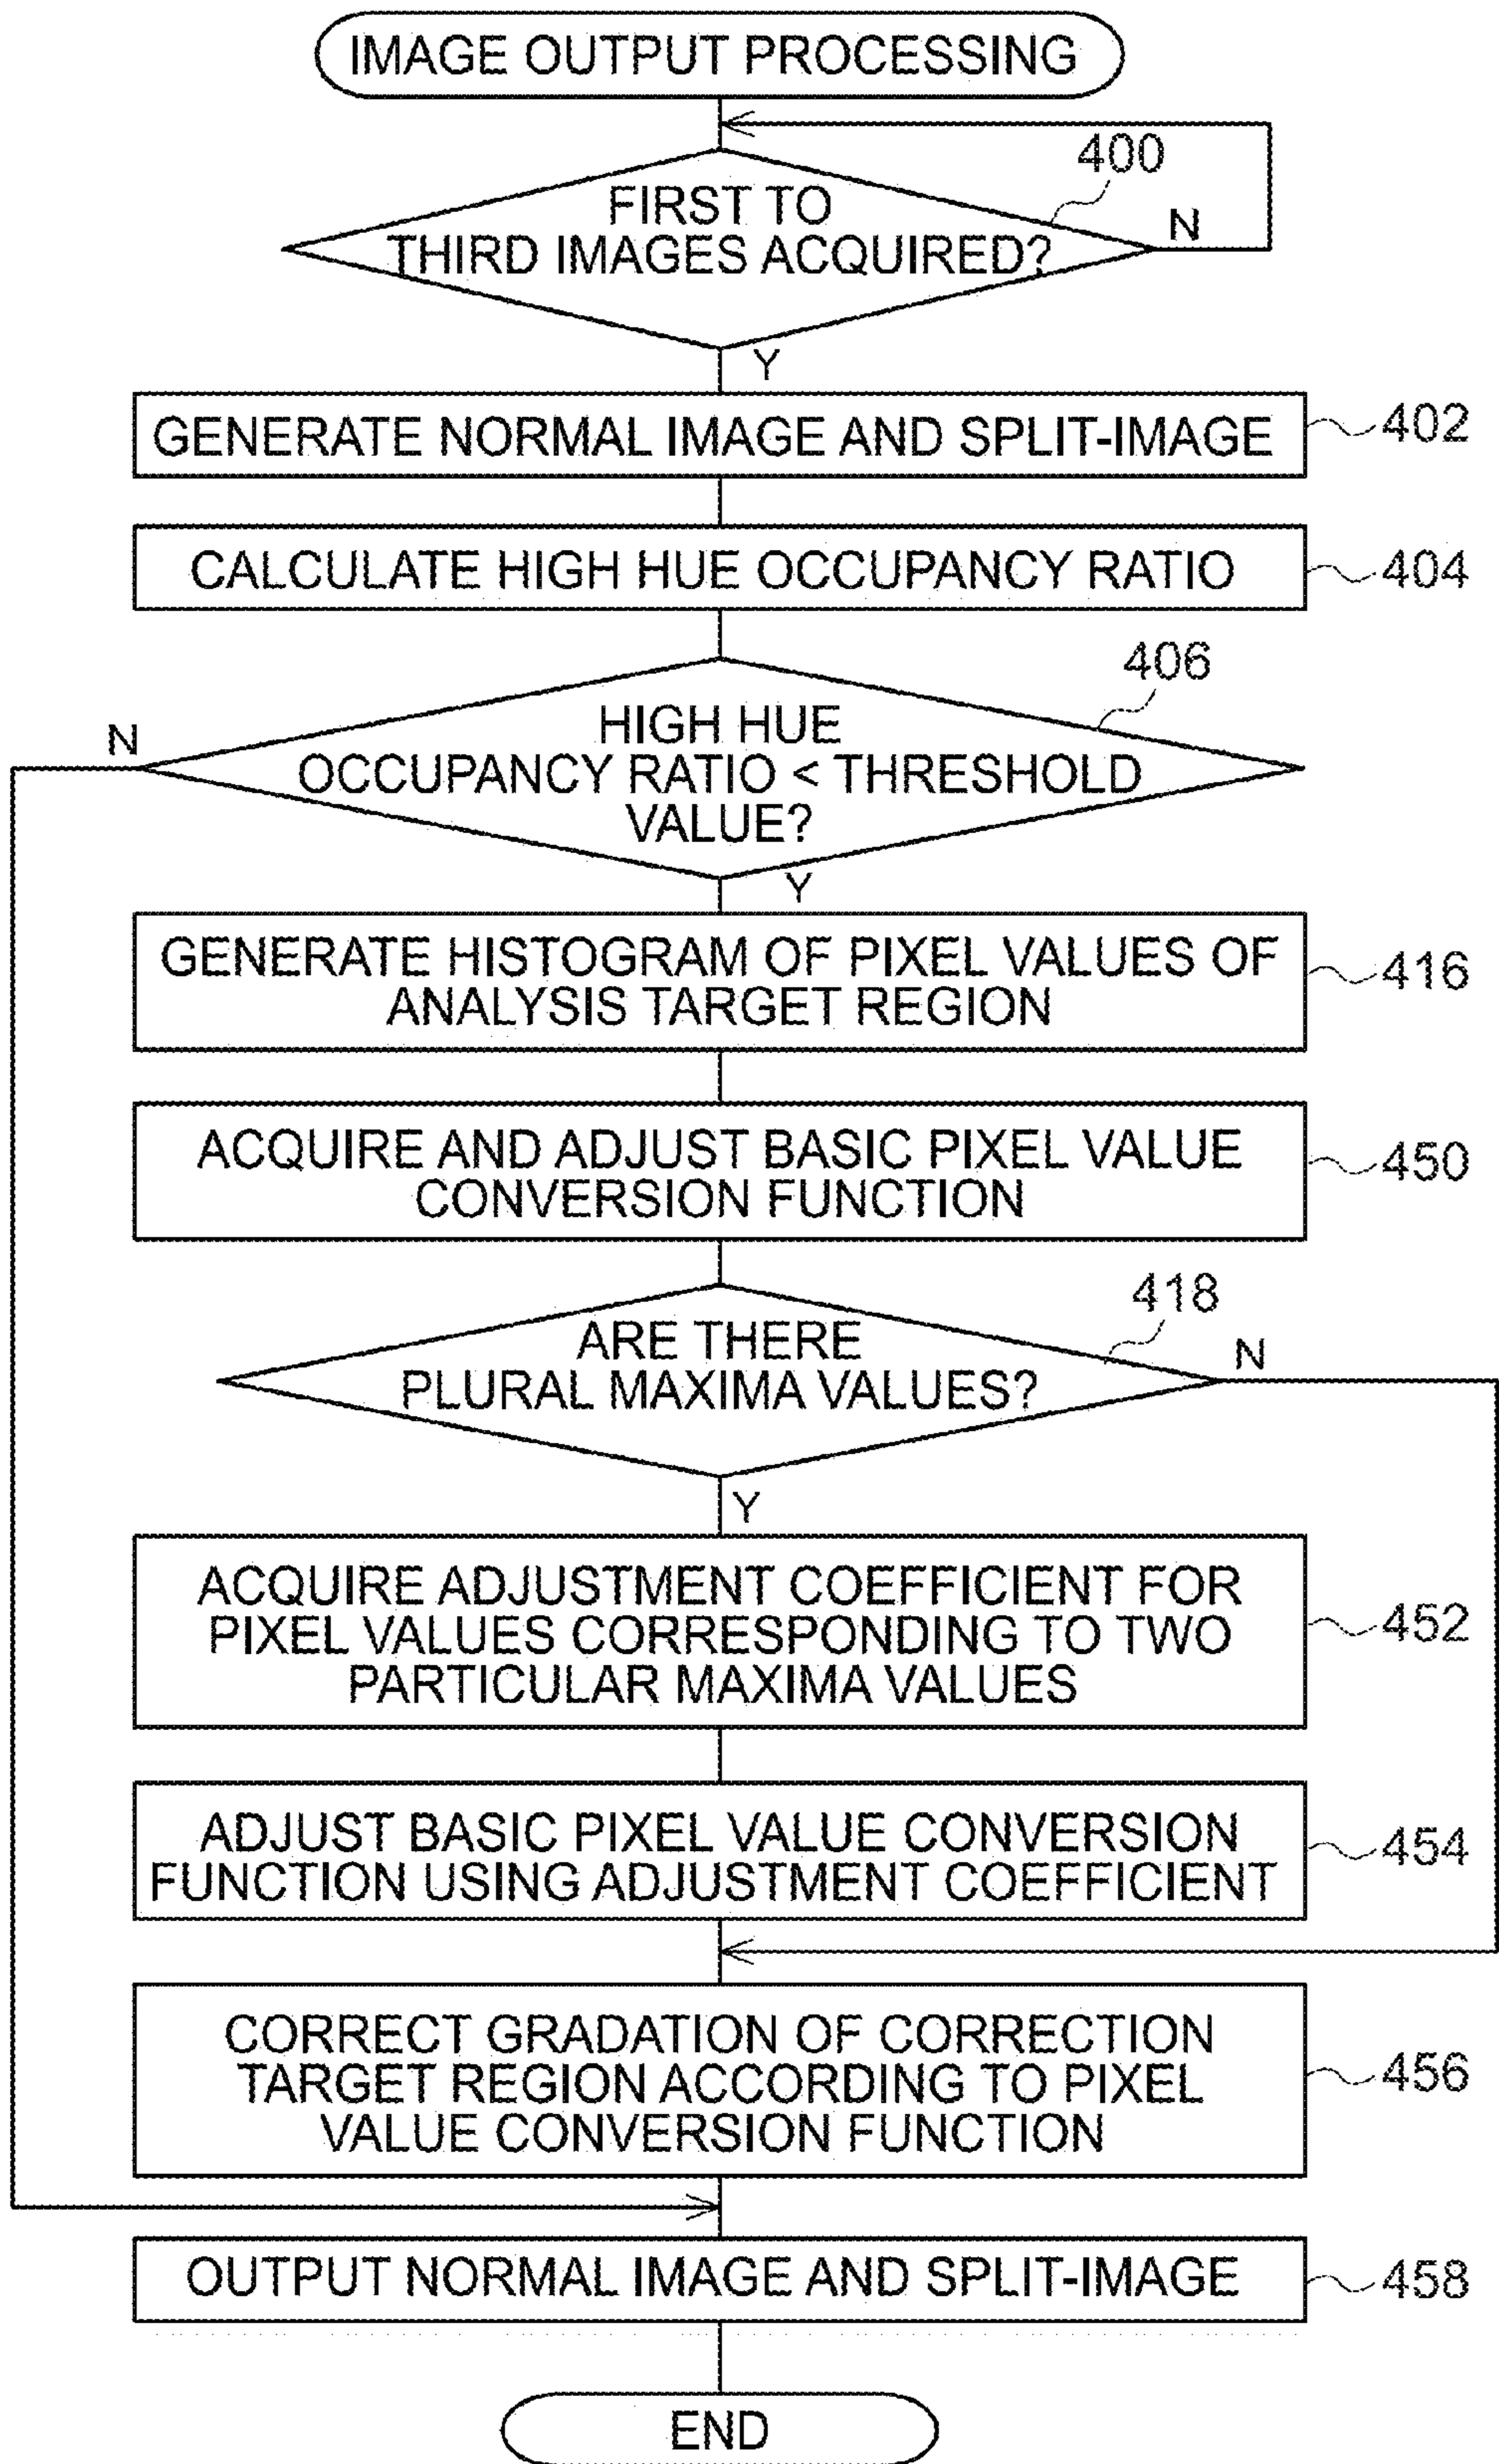 IMAGE OUTPUT PROCESSING
400
FIRST TO
THIRD IMAGES ACQUIRED?
N
Y
GENERATE NORMAL IMAGE AND SPLIT-IMAGE
402
CALCULATE HIGH HUE OCCUPANCY RATIO
404
406
N
HIGH HUE
OCCUPANCY RATIO < THRESHOLD
VALUE?
Y
GENERATE HISTOGRAM OF PIXEL VALUES OF
ANALYSIS TARGET REGION
416
ACQUIRE AND ADJUST BASIC PIXEL VALUE
CONVERSION FUNCTION
450
418
ARE THERE
PLURAL MAXIMA VALUES?
N
Y
ACQUIRE ADJUSTMENT COEFFICIENT FOR
PIXEL VALUES CORRESPONDING TO TWO
PARTICULAR MAXIMA VALUES
452
ADJUST BASIC PIXEL VALUE CONVERSION
FUNCTION USING ADJUSTMENT COEFFICIENT
454
CORRECT GRADATION OF CORRECTION
TARGET REGION ACCORDING TO PIXEL
VALUE CONVERSION FUNCTION
456
OUTPUT NORMAL IMAGE AND SPLIT-IMAGE
458
END